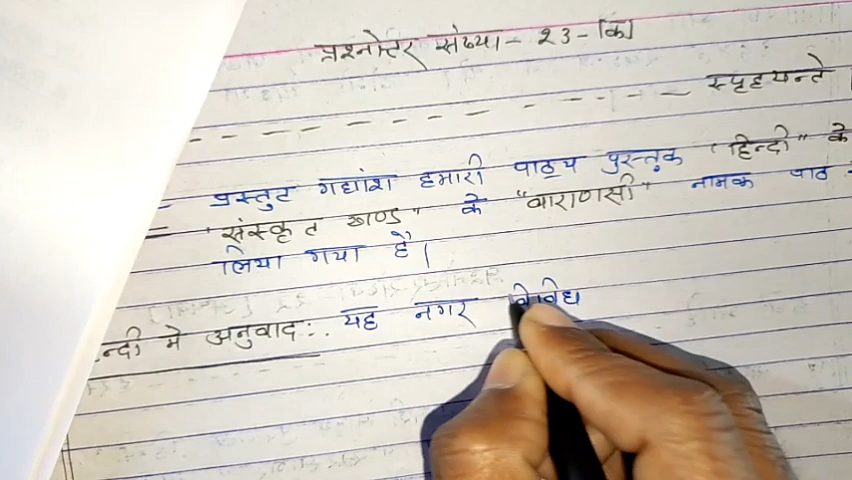 प्रश्नोत्तर संख्या- 23- (क)
स्पृहयन्ते।
प्रस्तुट गद्यांश हमारी पाठ्य पुस्तक "हिन्दी" के
"संस्कृत खण्ड" के "वाराणसी" नामक पाठ
लिया गया है।
न्दी मे अनुवाद:. यह नगर विविध